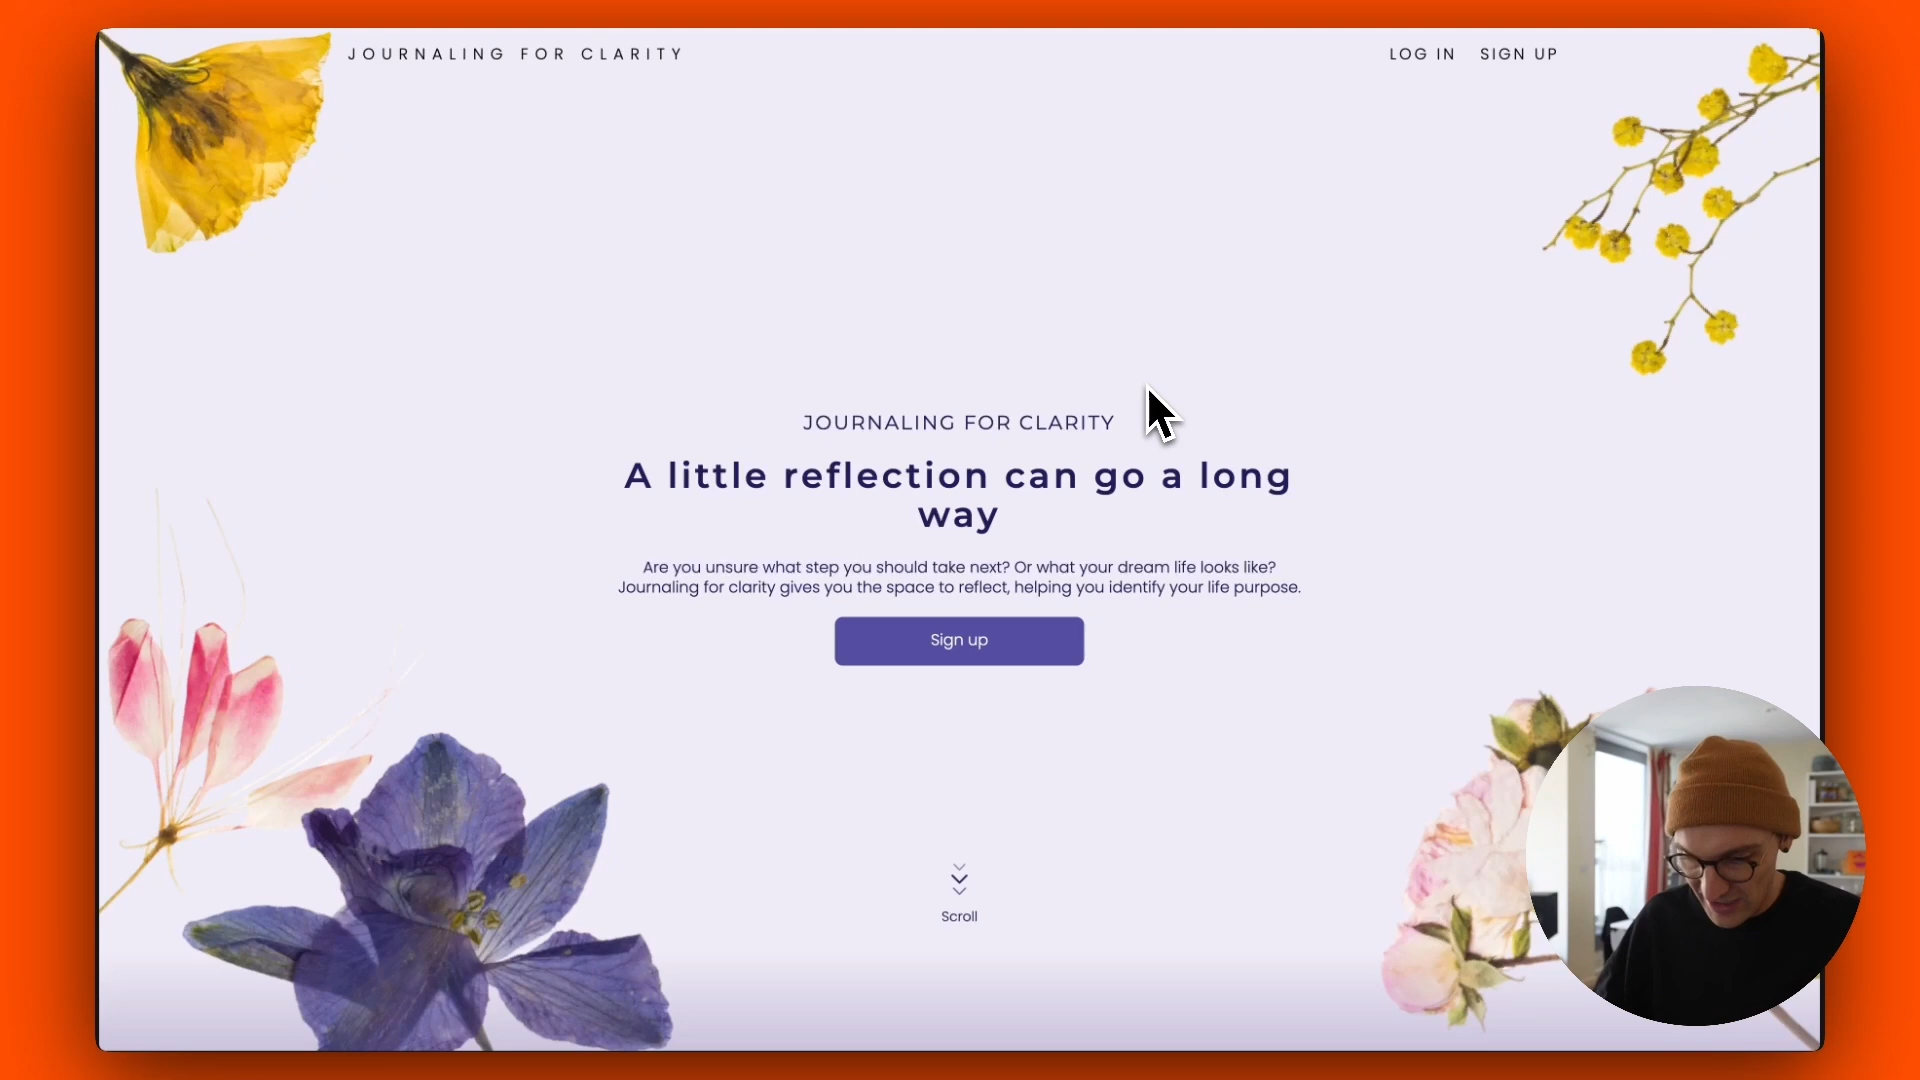 JOURNALING FOR CLARITY
LOG IN SIGN UP
JOURNALING FOR CLARITY
A little reflection can go a long
way
Are you unsure what step you should take next? Or what your dream life looks like?
Journaling for clarity gives you the space to reflect, helping you identify your life purpose.
Sign up
Scroll